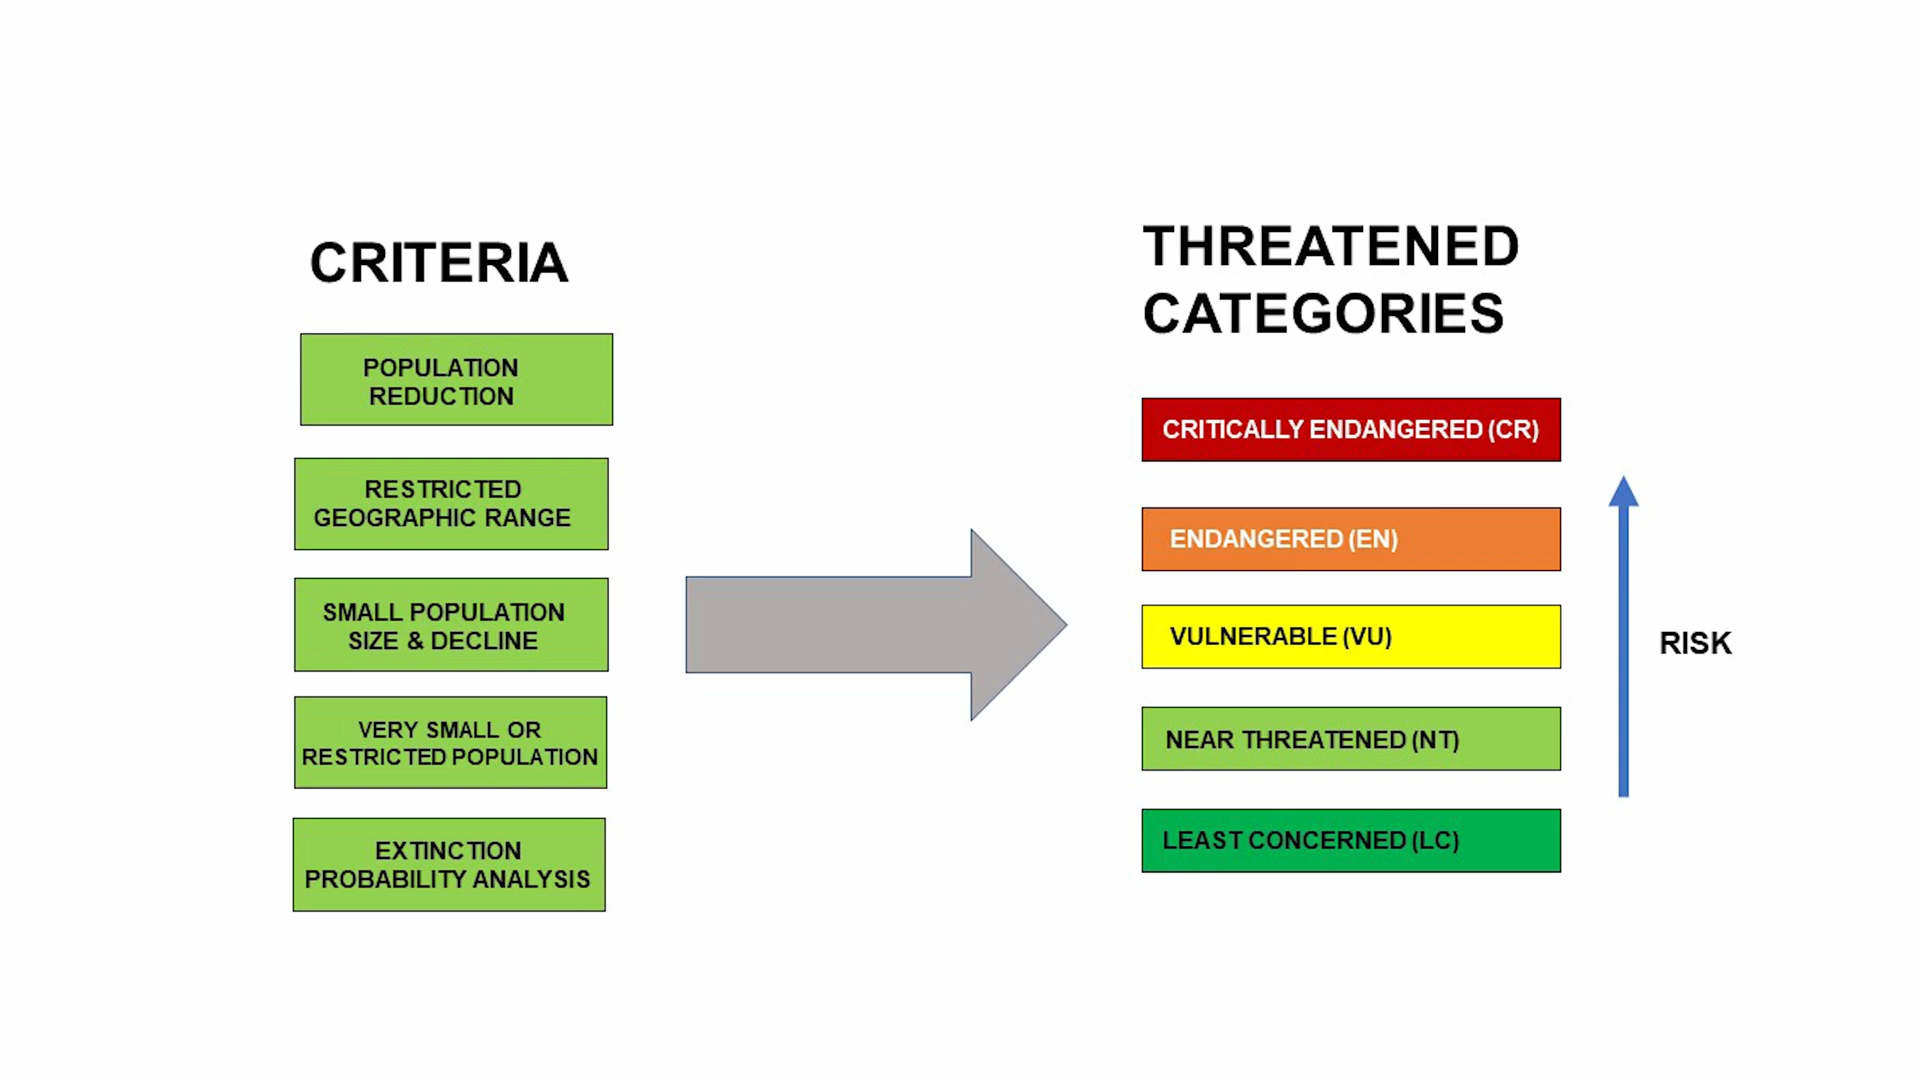 CRITERIA
POPULATION
REDUCTION
RESTRICTED
GEOGRAPHIC RANGE
SMALL POPULATION
SIZE & DECLINE
VERY SMALL OR
RESTRICTED POPULATION
EXTINCTION
PROBABILITY ANALYSIS
THREATENED
CATEGORIES
CRITICALLY ENDANGERED (CR)
ENDANGERED (EN)
VULNERABLE (VU)
NEAR THREATENED (NT)
LEAST CONCERNED (LC)
RISK